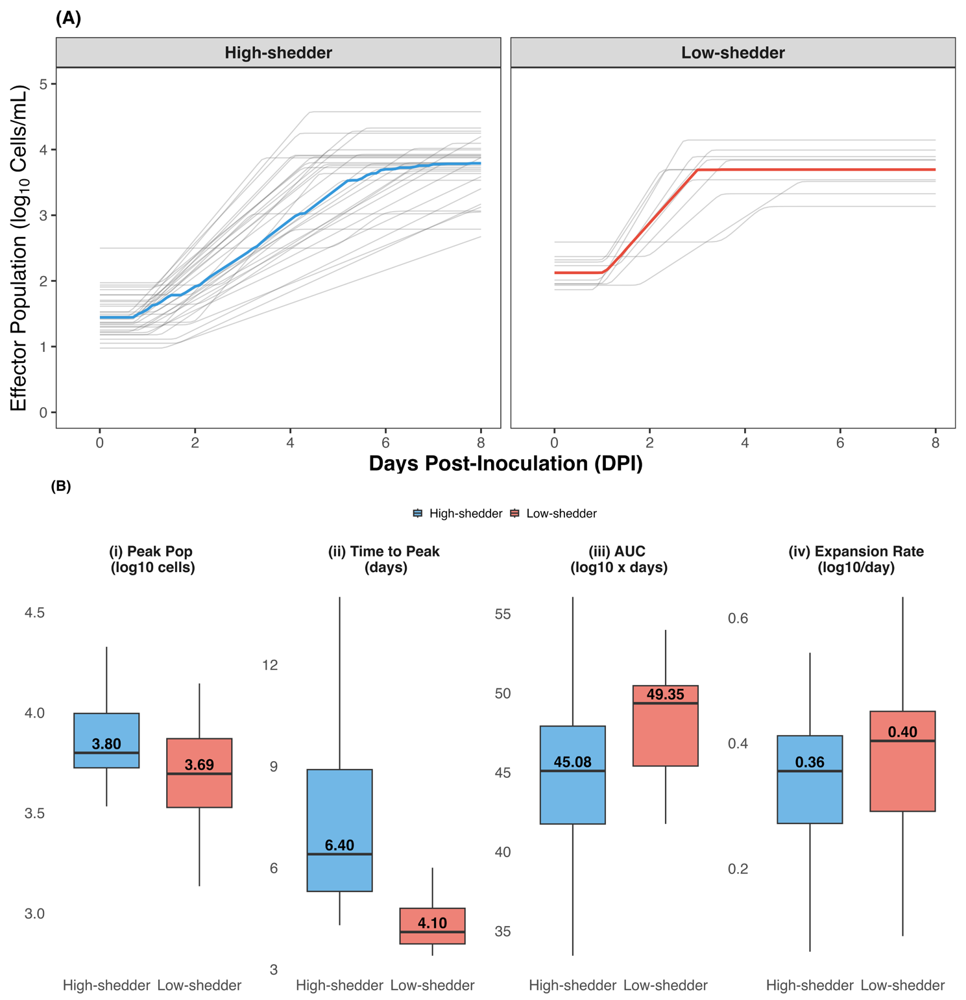 (A)
High-shedder
Low-shedder
Effector Population (log10 Cells/mL)
5
4
3
2
1
0
0 2 4 6 8
0 2 4 6 8
Days Post-Inoculation (DPI)
(B)
High-shedder Low-shedder
(i) Peak Pop
(log10 cells)
4.5
4.0
3.5
3.0
3.80
3.69
High-shedder Low-shedder
(ii) Time to Peak
(days)
12
9
6
3
6.40
4.10
High-shedder Low-shedder
(iii) AUC
(log10 x days)
55
50
45
40
35
45.08
49.35
High-shedder Low-shedder
(iv) Expansion Rate
(log10/day)
0.6
0.4
0.2
0.36
0.40
High-shedder Low-shedder